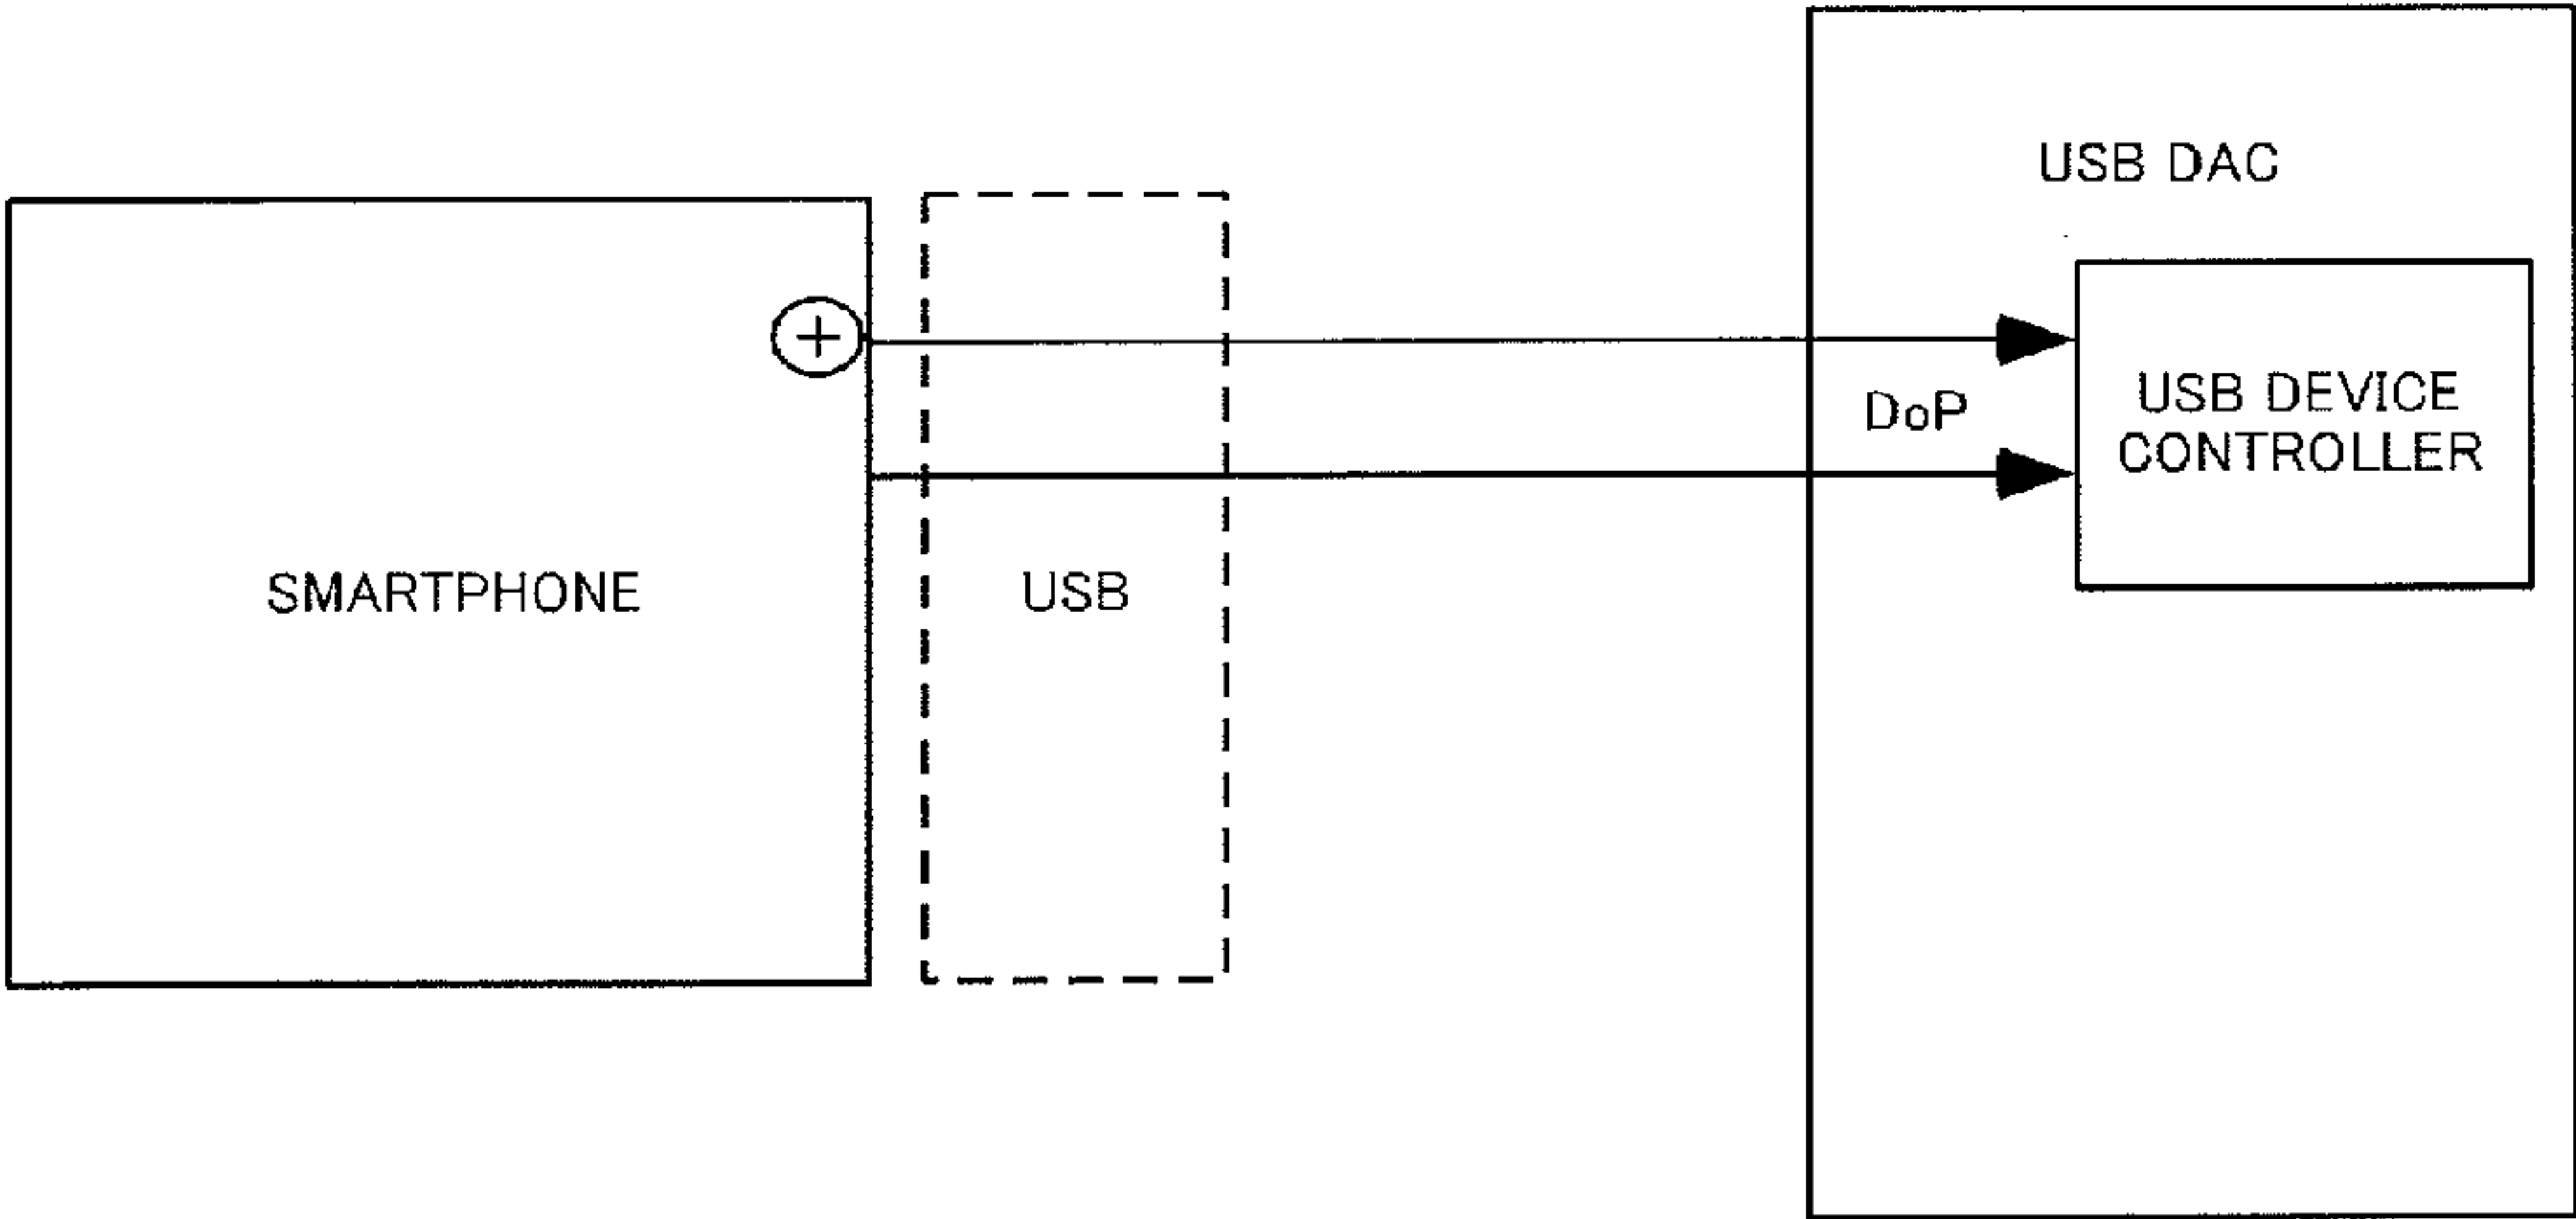 USB DAC
DoP
USB DEVICE
CONTROLLER
SMARTPHONE
USB